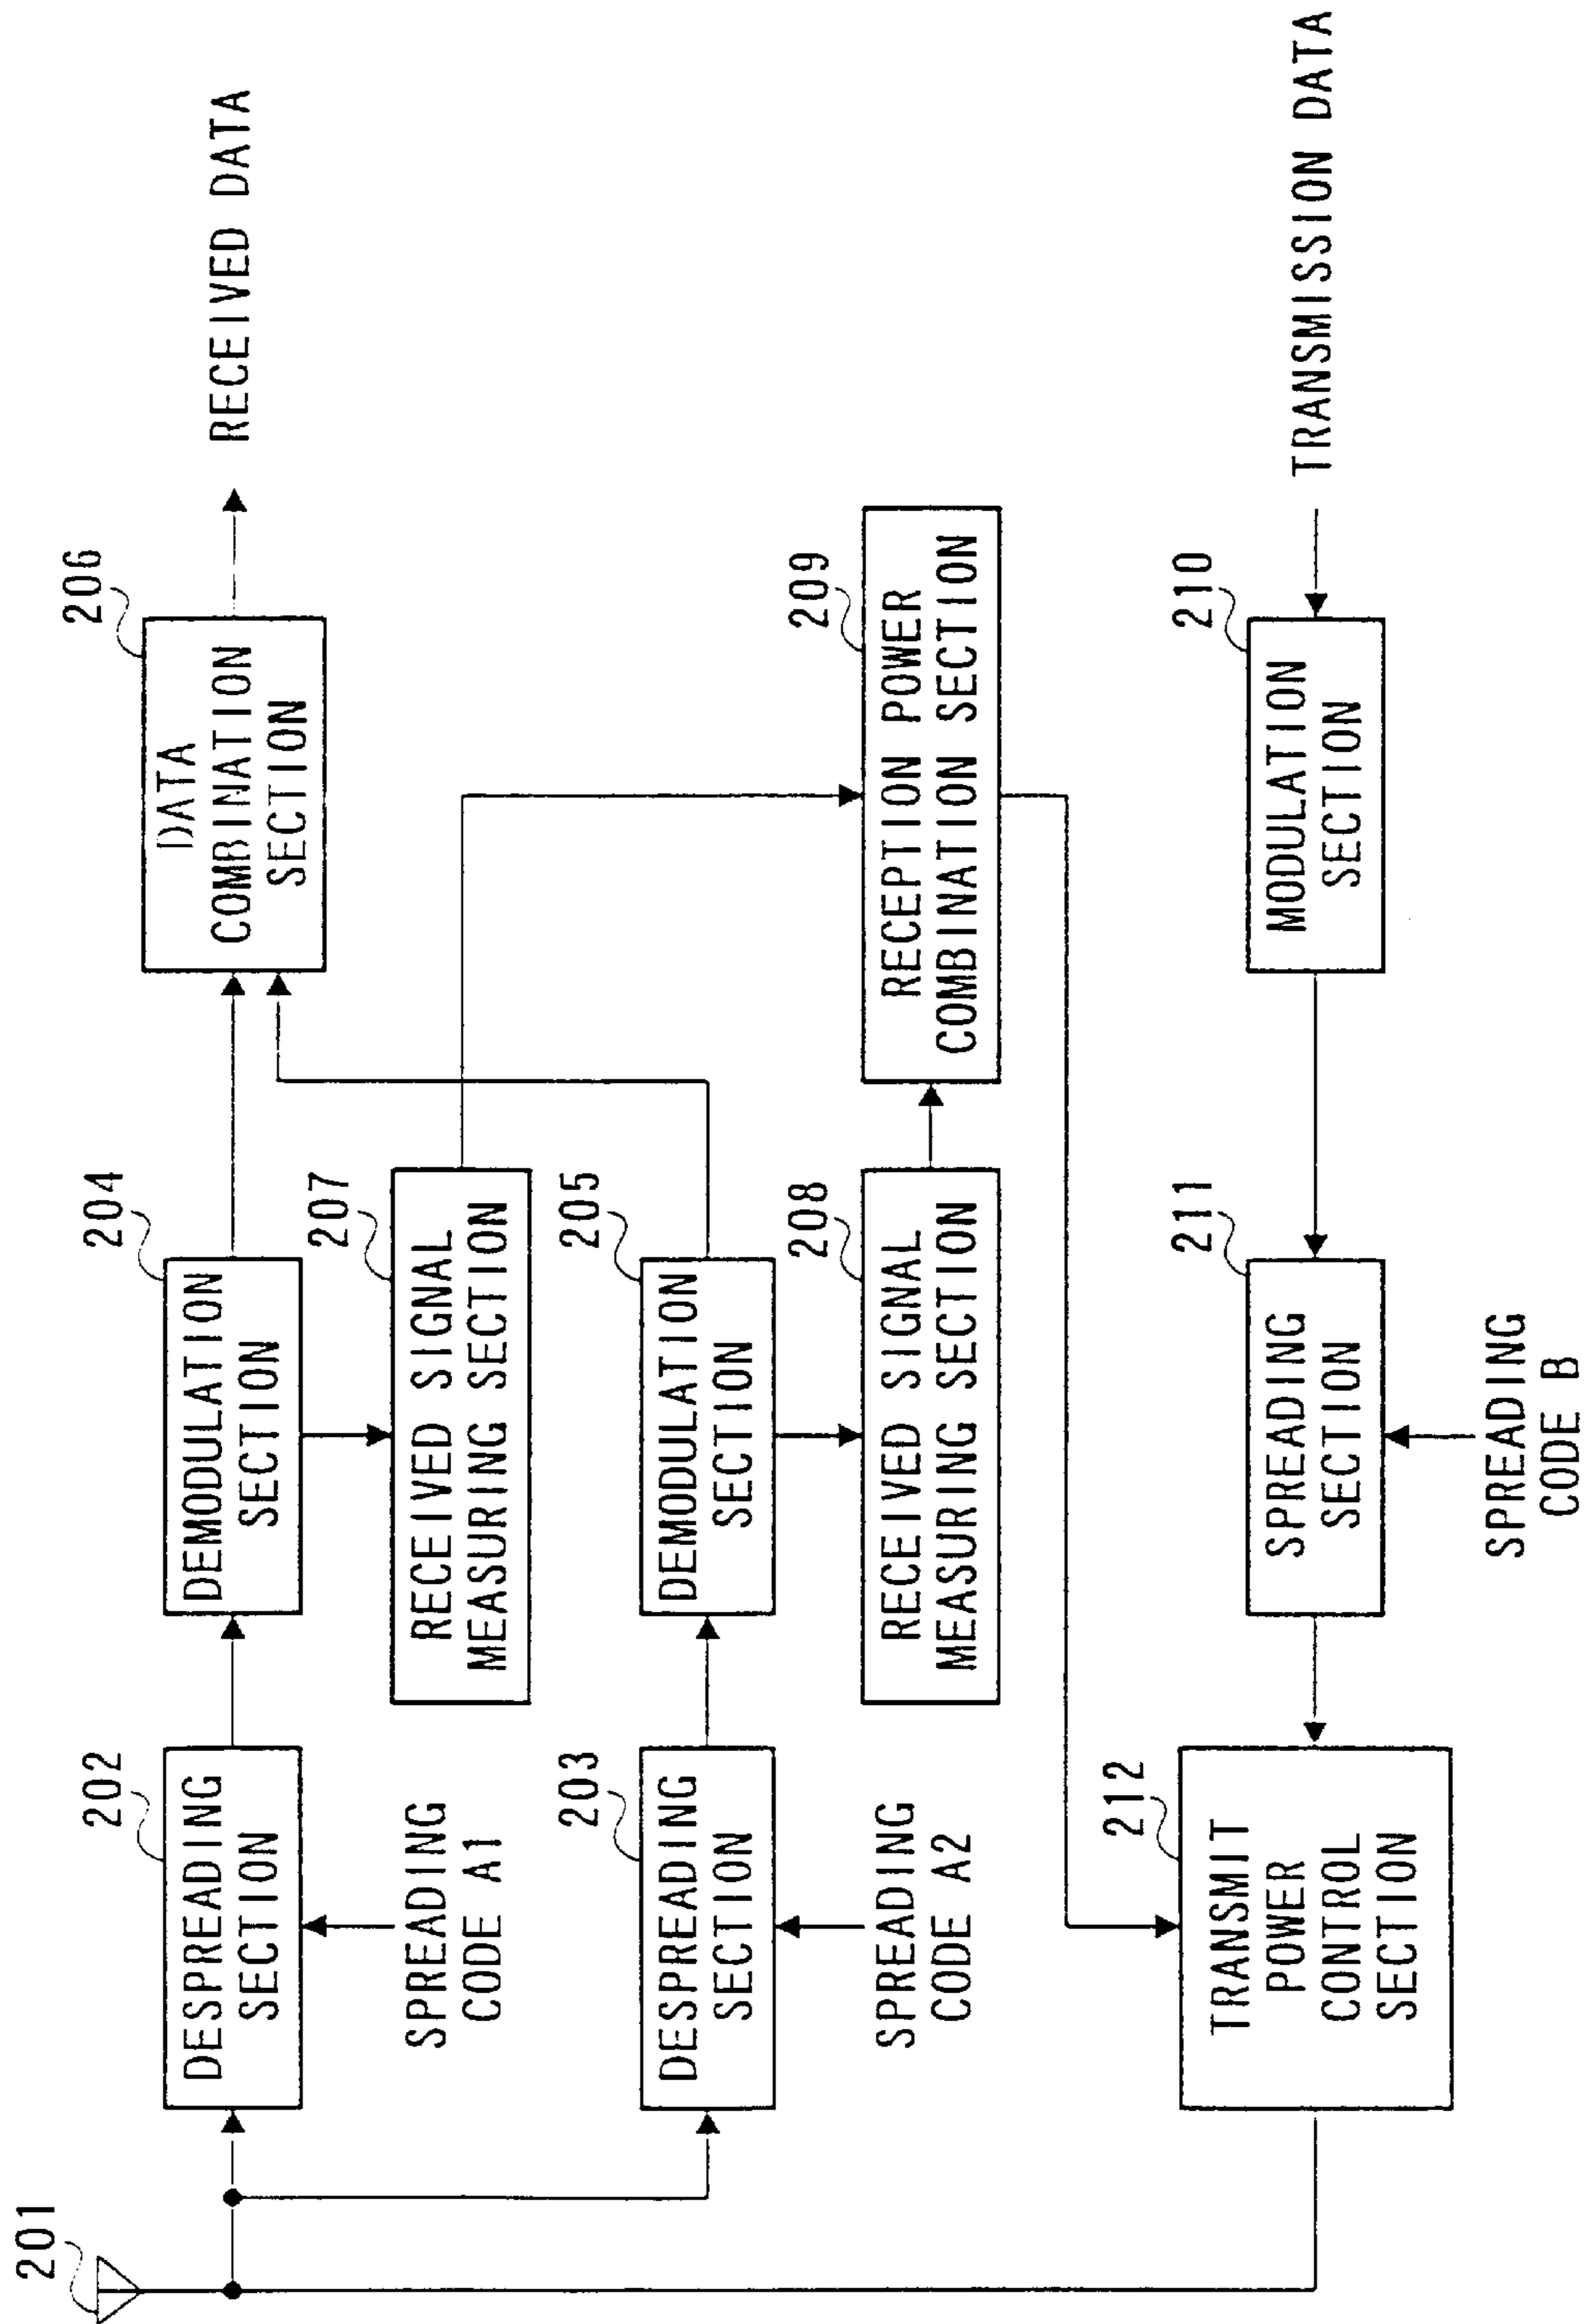 201
202
DESPREADING
SECTION
SPREADING
CODE A1
203
DESPREADING
SECTION
SPREADING
CODE A2
204
DEMODULATION
SECTION
207
RECEIVED SIGNAL
MEASURING SECTION
205
DEMODULATION
SECTION
208
RECEIVED SIGNAL
MEASURING SECTION
206
DATA
COMBINATION
SECTION
RECEIVED DATA
209
RECEPTION POWER
COMBINATION SECTION
212
TRANSMIT
POWER
CONTROL
SECTION
211
SPREADING
SECTION
SPREADING
CODE B
210
MODULATION
SECTION
TRANSMISSION DATA